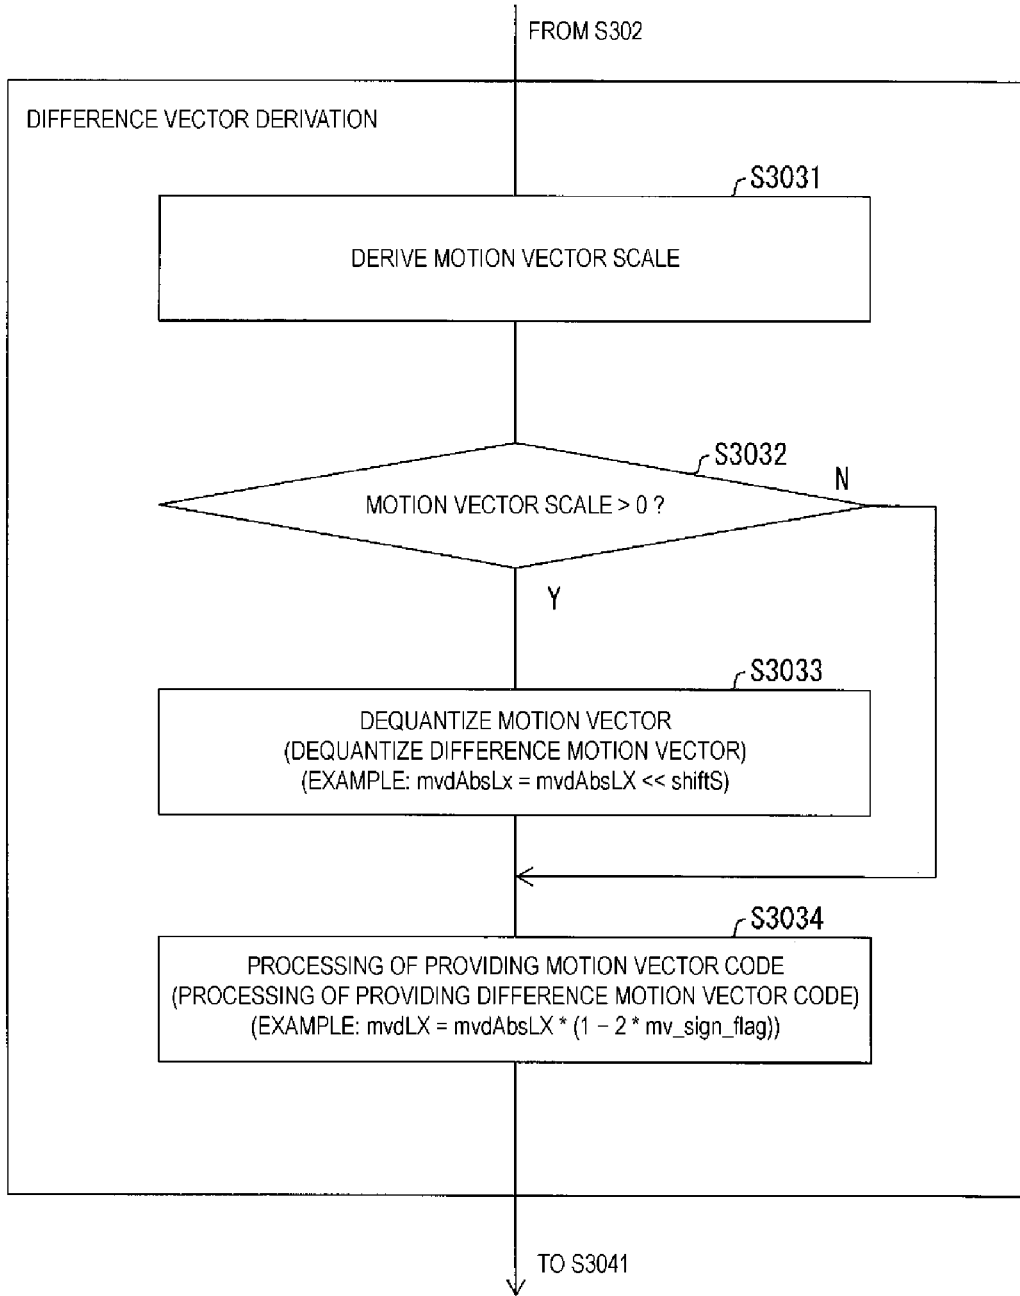 FROM S302
DIFFERENCE VECTOR DERIVATION
S3031
DERIVE MOTION VECTOR SCALE
S3032
N
MOTION VECTOR SCALE > 0 ?
Y
S3033
DEQUANTIZE MOTION VECTOR
(DEQUANTIZE DIFFERENCE MOTION VECTOR)
(EXAMPLE: mvdAbsLx = mvdAbsLX << shiftS)
S3034
PROCESSING OF PROVIDING MOTION VECTOR CODE
(PROCESSING OF PROVIDING DIFFERENCE MOTION VECTOR CODE)
(EXAMPLE: mvdLX = mvdAbsLX * (1 – 2 * mv_sign_flag))
TO S3041